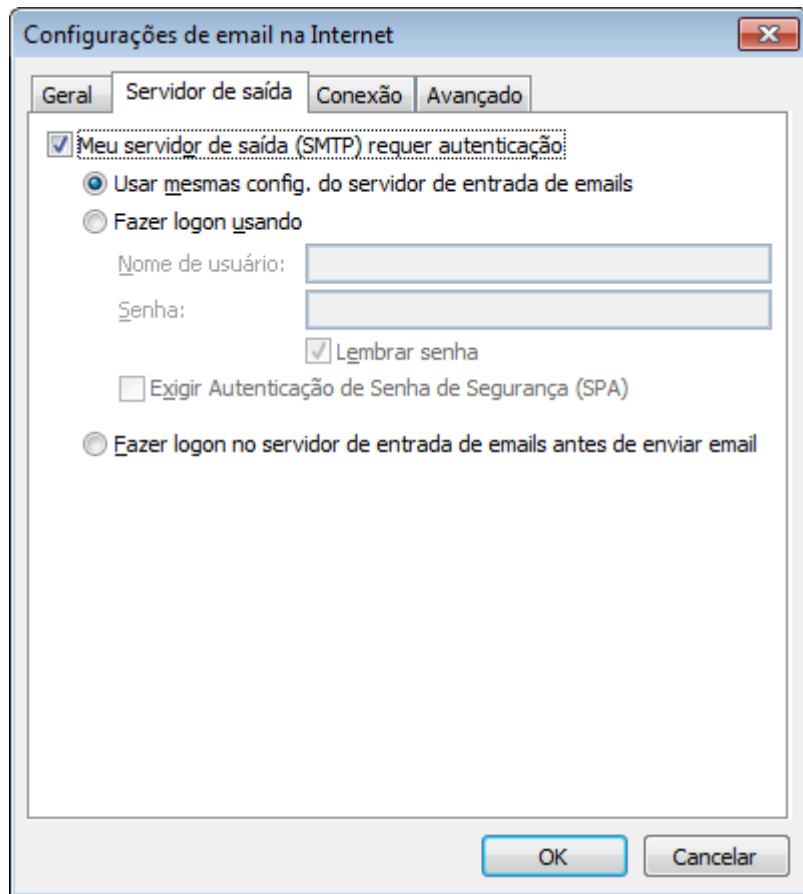 Configurações de email na Internet
Geral Servidor de saída Conexão Avançado
Meu servidor de saída (SMTP) requer autenticação
Usar mesmas config. do servidor de entrada de emails
Fazer logon usando
Nome de usuário:
Senha:
Lembrar senha
Exigir Autenticação de Senha de Segurança (SPA)
Fazer logon no servidor de entrada de emails antes de enviar email
OK Cancelar